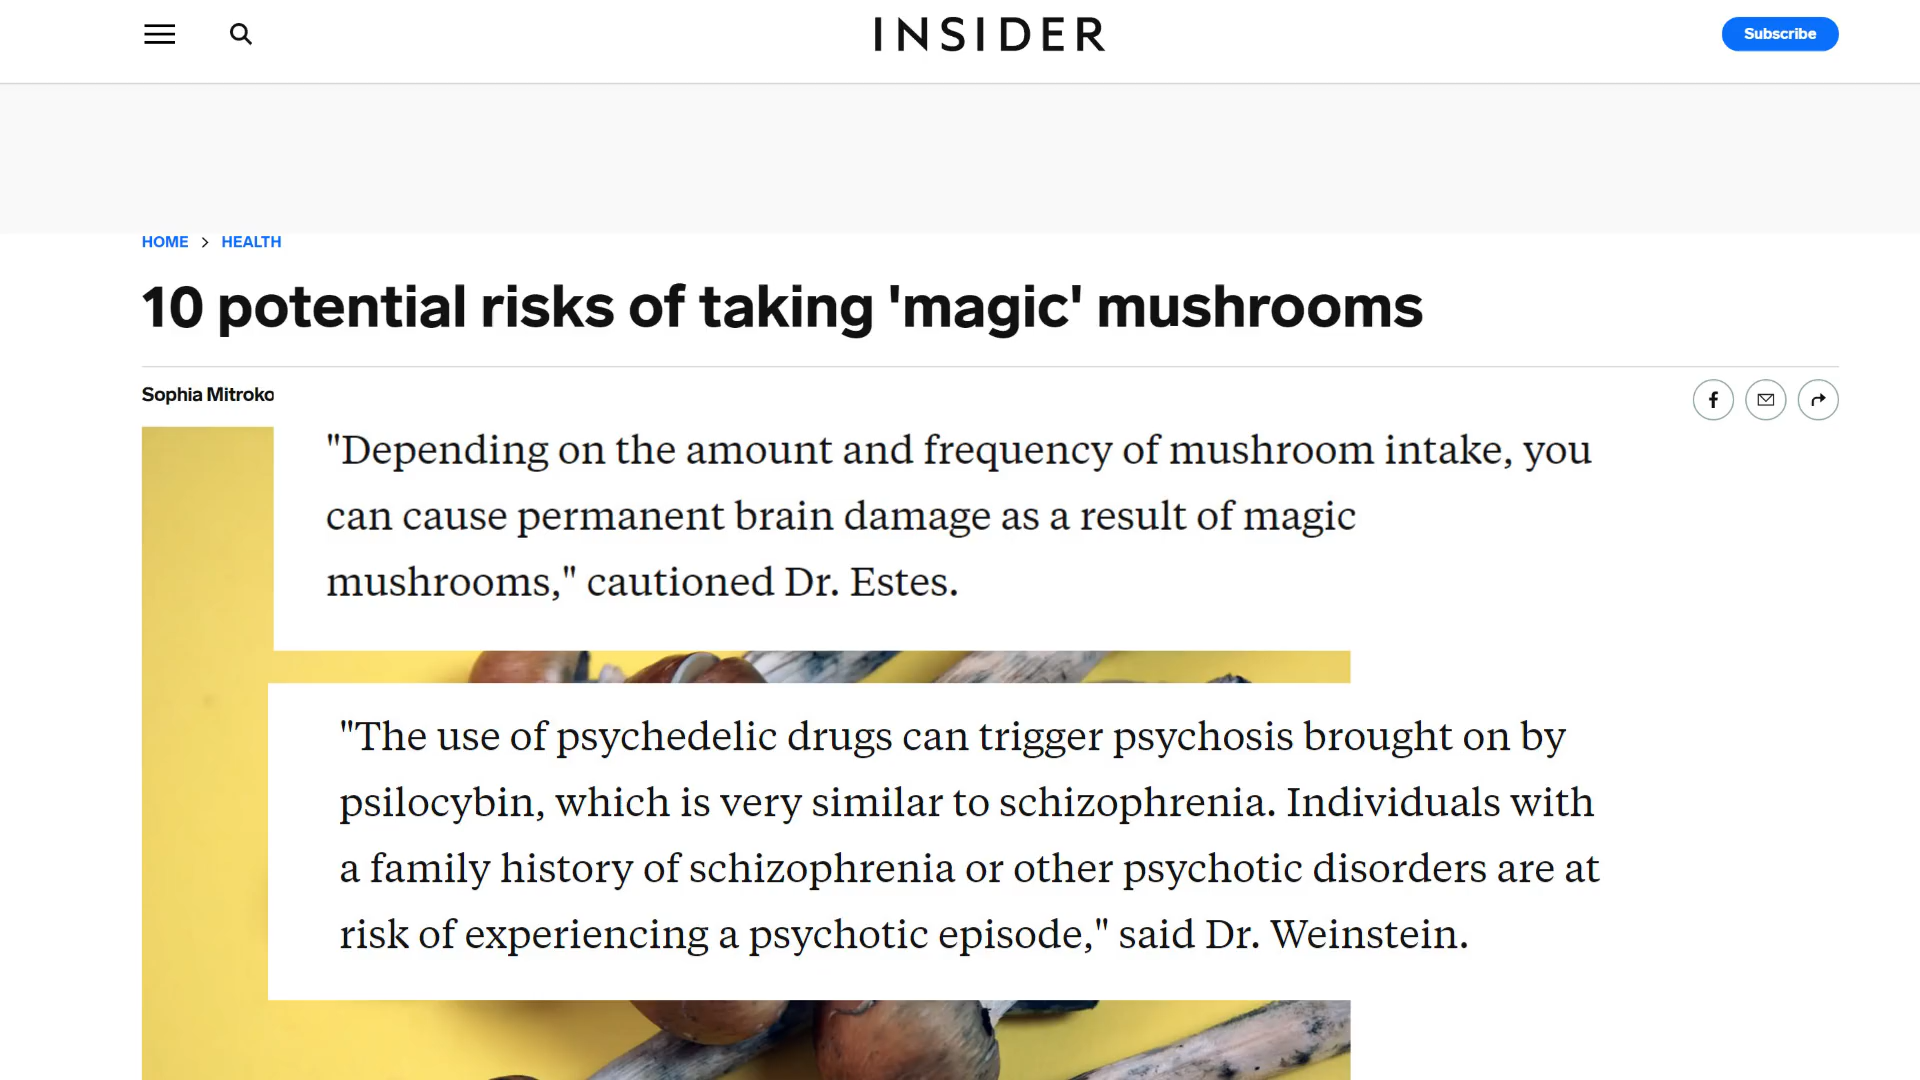 INSIDER
Subscribe
HOME > HEALTH
10 potential risks of taking 'magic' mushrooms
Sophia Mitroko
"Depending on the amount and frequency of mushroom intake, you
can cause permanent brain damage as a result of magic
mushrooms," cautioned Dr. Estes.
"The use of psychedelic drugs can trigger psychosis brought on by
psilocybin, which is very similar to schizophrenia. Individuals with
a family history of schizophrenia or other psychotic disorders are at
risk of experiencing a psychotic episode," said Dr. Weinstein.